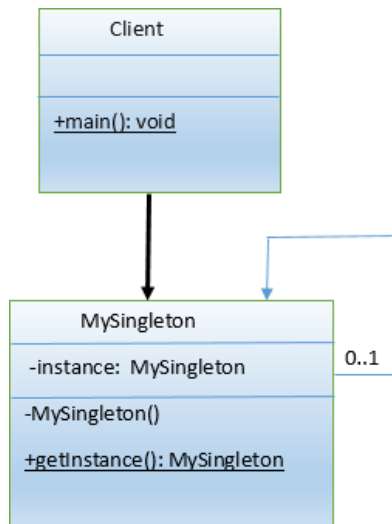 Client
+main(): void
MySingleton
-instance: MySingleton
0..1
-MySingleton()
+getInstance(): MySingleton